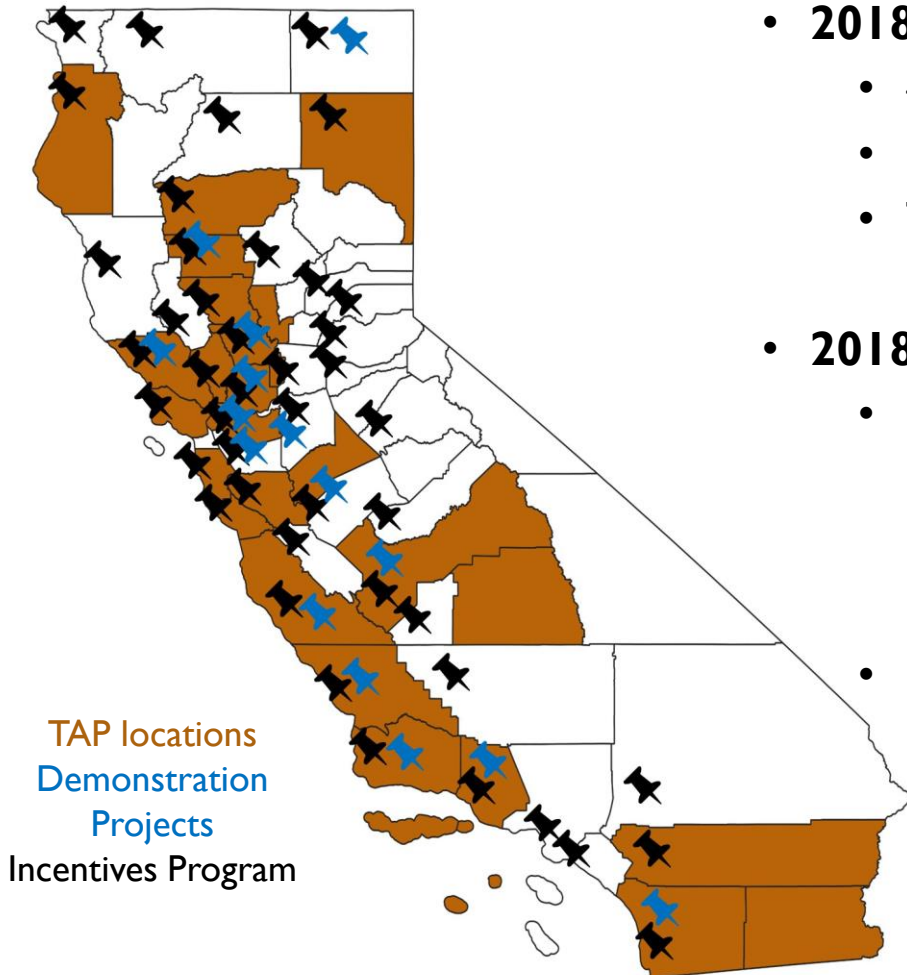 • 2018
•
•
•
• 2018
•
•
TAP locations
Demonstration
Projects
Incentives Program